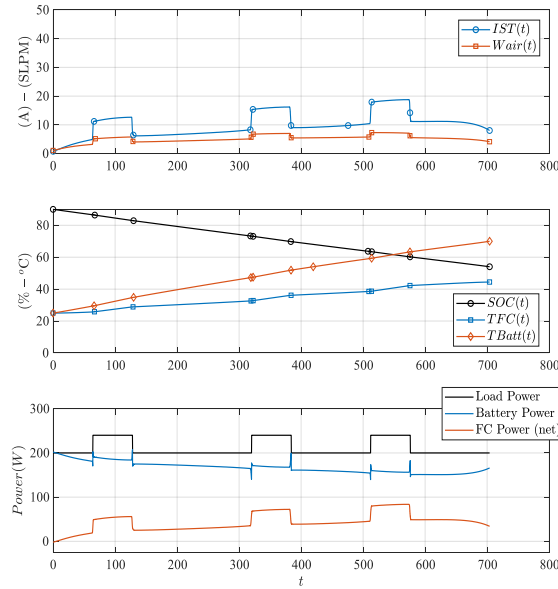 50
40
30
20
10
0
(A) − (SLPM)
IST(t)
Wair(t)
0 100 200 300 400 500 600 700 800
80
60
40
20
0
(% − °C)
SOC(t)
TFC(t)
TBatt(t)
0 100 200 300 400 500 600 700 800
300
200
100
0
Power(W)
Load Power
Battery Power
FC Power (net)
0 100 200 300 400 500 600 700 800
t